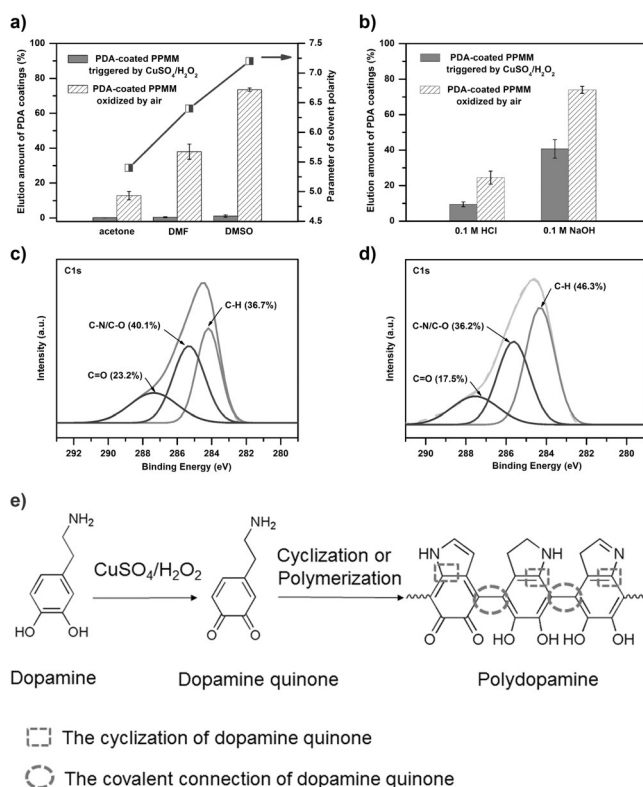 a)
Elution amount of PDA coatings (%)
100
80
60
40
20
0
PDA-coated PPMM
triggered by CuSO₄/H₂O₂
PDA-coated PPMM
oxidized by air
acetone DMF DMSO
7.5
7.0
6.5
6.0
5.5
5.0
4.5
Parameter of solvent polarity
b)
Elution amount of PDA coatings (%)
100
80
60
40
20
0
PDA-coated PPMM
triggered by CuSO₄/H₂O₂
PDA-coated PPMM
oxidized by air
0.1 M HCl 0.1 M NaOH
c)
C1s
Intensity (a.u.)
C-H (36.7%)
C-N/C-O (40.1%)
C=O (23.2%)
292 290 288 286 284 282 280
Binding Energy (eV)
d)
C1s
Intensity (a.u.)
C-H (46.3%)
C-N/C-O (36.2%)
C=O (17.5%)
290 288 286 284 282 280
Binding Energy (eV)
e)
NH₂
HO OH
Dopamine
CuSO₄/H₂O₂
NH₂
O O
Dopamine quinone
Cyclization or
Polymerization
HN NH N
O O HO OH HO OH
Polydopamine
The cyclization of dopamine quinone
The covalent connection of dopamine quinone